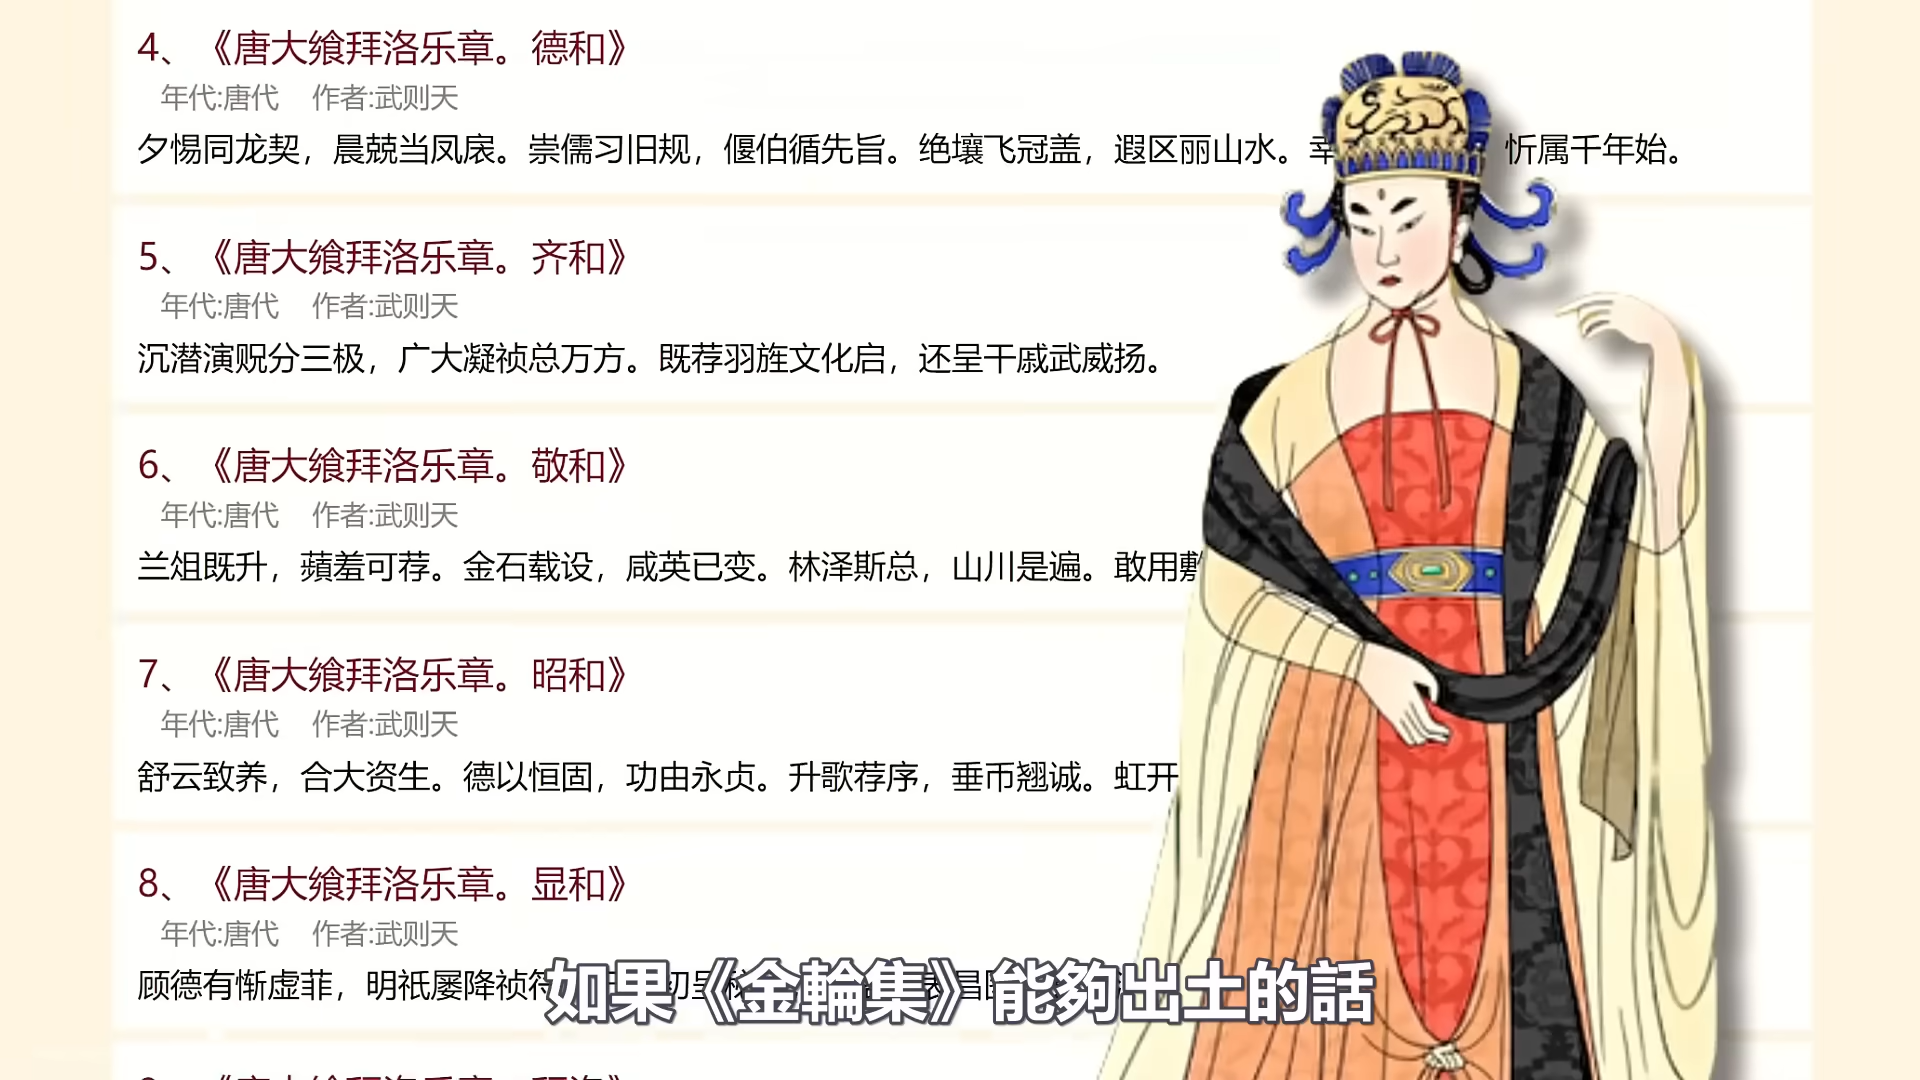 4、《唐大飨拜洛乐章。德和》
年代:唐代 作者:武则天
夕惕同龙契，晨兢当凤扆。崇儒习旧规，偃伯循先旨。绝壤飞冠盖，遐区丽山水。幸 忻属千年始。
5、《唐大飨拜洛乐章。齐和》
年代:唐代 作者:武则天
沉潜演贶分三极，广大凝祯总万方。既荐羽旌文化启，还呈干戚武威扬。
6、《唐大飨拜洛乐章。敬和》
年代:唐代 作者:武则天
兰俎既升，蘋羞可荐。金石载设，咸英已变。林泽斯总，山川是遍。敢用敷
7、《唐大飨拜洛乐章。昭和》
年代:唐代 作者:武则天
舒云致养，合大资生。德以恒固，功由永贞。升歌荐序，垂币翘诚。虹开
8、《唐大飨拜洛乐章。显和》
年代:唐代 作者:武则天
顾德有惭虚菲，明祇屡降祯符
如果《金輪集》能夠出土的話